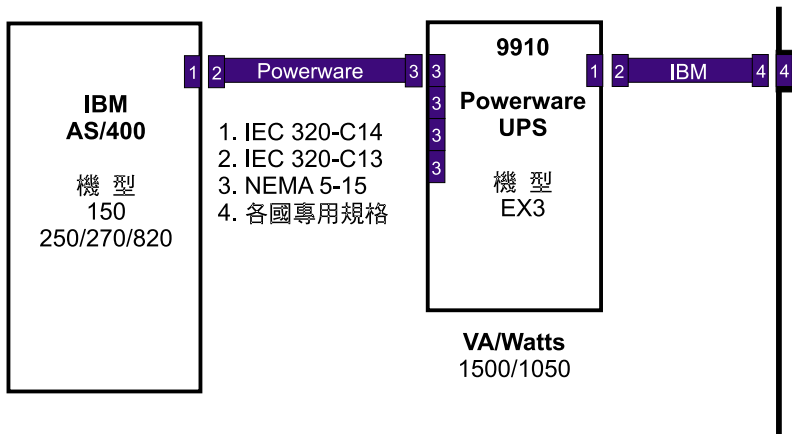 IBM
AS/400
機 型
150
250/270/820
1
2
Powerware
3
1. IEC 320-C14
2. IEC 320-C13
3. NEMA 5-15
4. 各國專用規格
3
3
3
3
9910
Powerware
UPS
機 型
EX3
1
VA/Watts
1500/1050
2
IBM
4
4